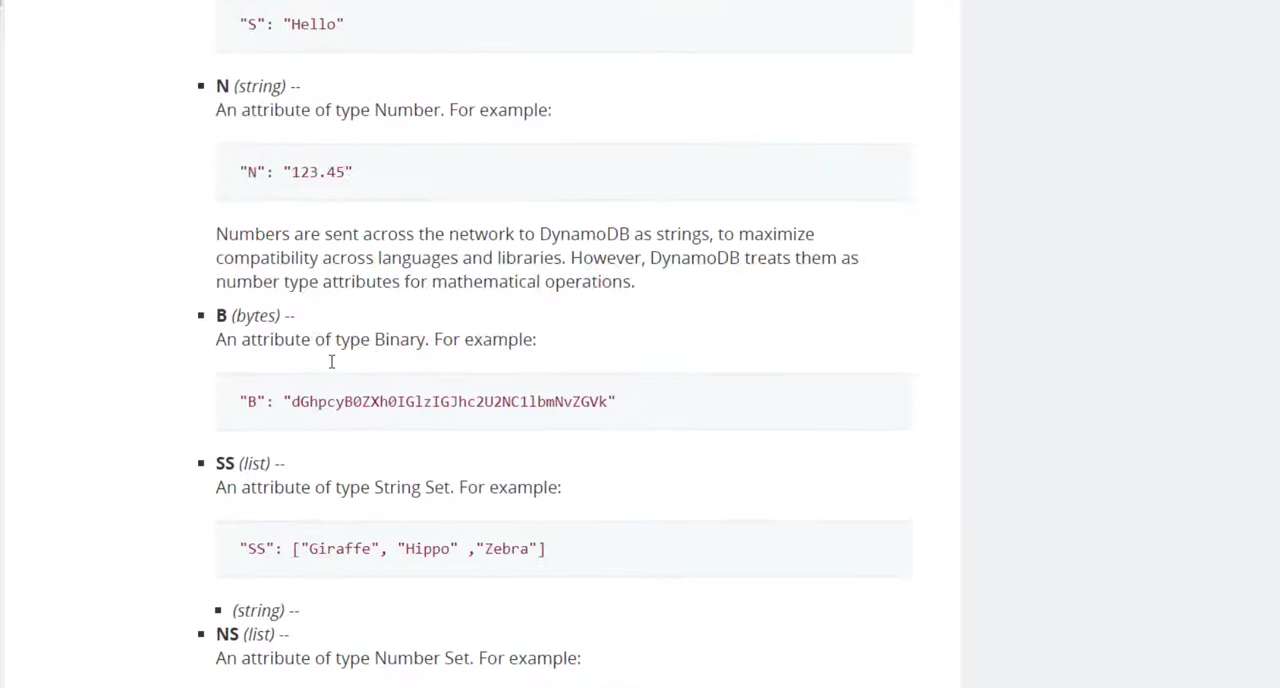 "S": "Hello"
N (string) --
An attribute of type Number. For example:
"N": "123.45"
Numbers are sent across the network to DynamoDB as strings, to maximize
compatibility across languages and libraries. However, DynamoDB treats them as
number type attributes for mathematical operations.
B (bytes) --
An attribute of type Binary. For example:
"B": "dGhpcyB0ZXh0IGlzIGJhc2U2NC1lbmNvZGVk"
SS (list) --
An attribute of type String Set. For example:
"SS": ["Giraffe", "Hippo" ,"Zebra"]
(string) --
NS (list) --
An attribute of type Number Set. For example: